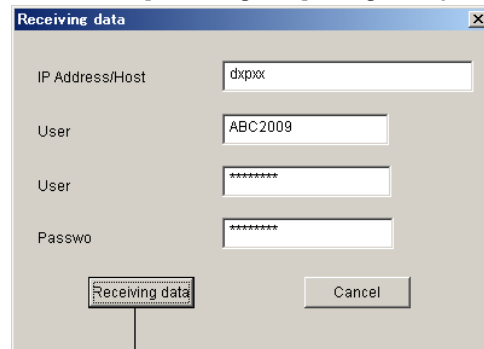 Receiving data
IP Address/Host dxpxx
User ABC2009
User ********
Passwo ********
Receiving data Cancel